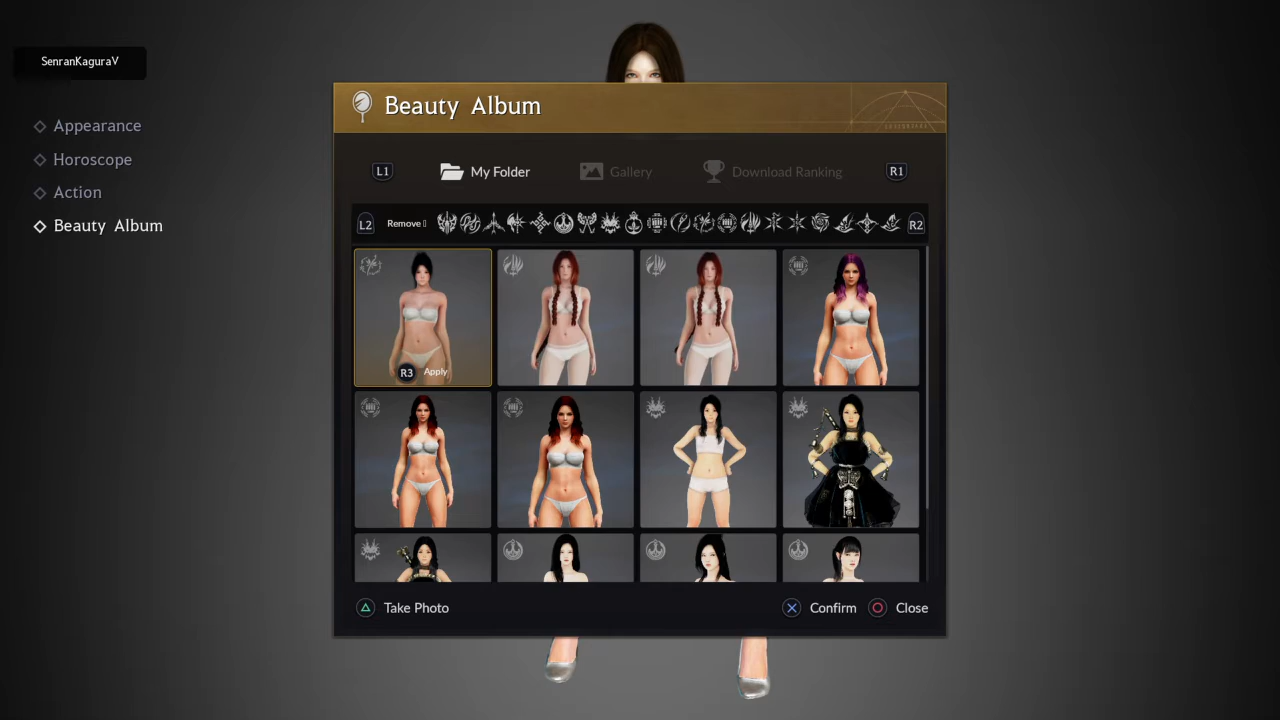 SenranKaguraV
Appearance
Horoscope
Action
Beauty Album
Beauty Album
L1
My Folder
Gallery
Download Ranking
R1
L2
Remove
R2
R3 Apply
Take Photo
Confirm
Close